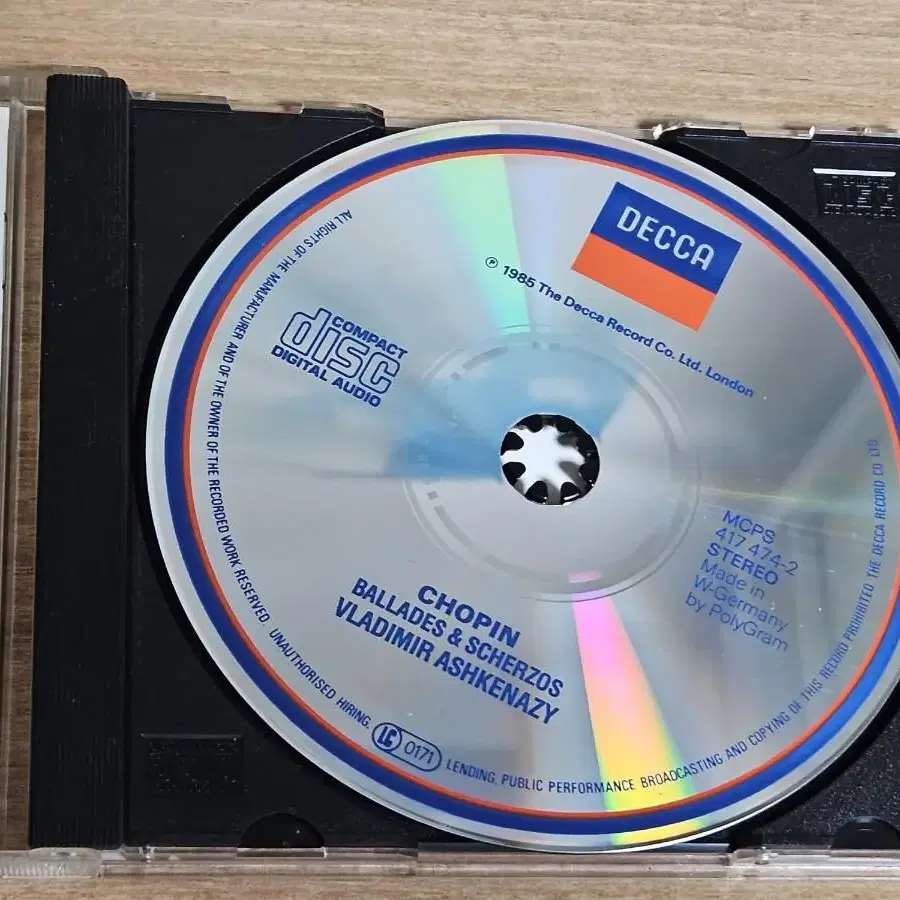 DECCA
℗ 1985 The Decca Record Co. Ltd. London
COMPACT
disc
DIGITAL AUDIO
MCPS
417 474-2
STEREO
Made in
W-Germany
by PolyGram
CHOPIN
BALLADES & SCHERZOS
VLADIMIR ASHKENAZY
ALL RIGHTS OF THE MANUFACTURER AND OF THE OWNER OF THE RECORDED WORK RESERVED. UNAUTHORISED HIRING, LC 0171 LENDING, PUBLIC PERFORMANCE BROADCASTING AND COPYING OF THIS RECORD PROHIBITED THE DECCA RECORD CO LTD